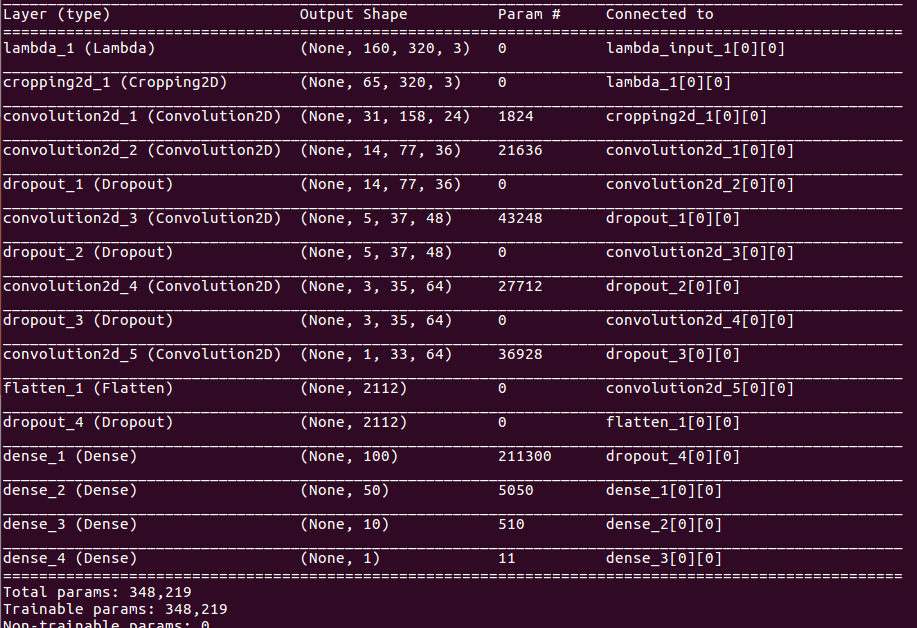 Layer (type) Output Shape Param # Connected to
lambda_1 (Lambda) (None, 160, 320, 3) 0 lambda_input_1[0][0]
cropping2d_1 (Cropping2D) (None, 65, 320, 3) 0 lambda_1[0][0]
convolution2d_1 (Convolution2D) (None, 31, 158, 24) 1824 cropping2d_1[0][0]
convolution2d_2 (Convolution2D) (None, 14, 77, 36) 21636 convolution2d_1[0][0]
dropout_1 (Dropout) (None, 14, 77, 36) 0 convolution2d_2[0][0]
convolution2d_3 (Convolution2D) (None, 5, 37, 48) 43248 dropout_1[0][0]
dropout_2 (Dropout) (None, 5, 37, 48) 0 convolution2d_3[0][0]
convolution2d_4 (Convolution2D) (None, 3, 35, 64) 27712 dropout_2[0][0]
dropout_3 (Dropout) (None, 3, 35, 64) 0 convolution2d_4[0][0]
convolution2d_5 (Convolution2D) (None, 1, 33, 64) 36928 dropout_3[0][0]
flatten_1 (Flatten) (None, 2112) 0 convolution2d_5[0][0]
dropout_4 (Dropout) (None, 2112) 0 flatten_1[0][0]
dense_1 (Dense) (None, 100) 211300 dropout_4[0][0]
dense_2 (Dense) (None, 50) 5050 dense_1[0][0]
dense_3 (Dense) (None, 10) 510 dense_2[0][0]
dense_4 (Dense) (None, 1) 11 dense_3[0][0]
Total params: 348,219
Trainable params: 348,219
Non-trainable params: 0